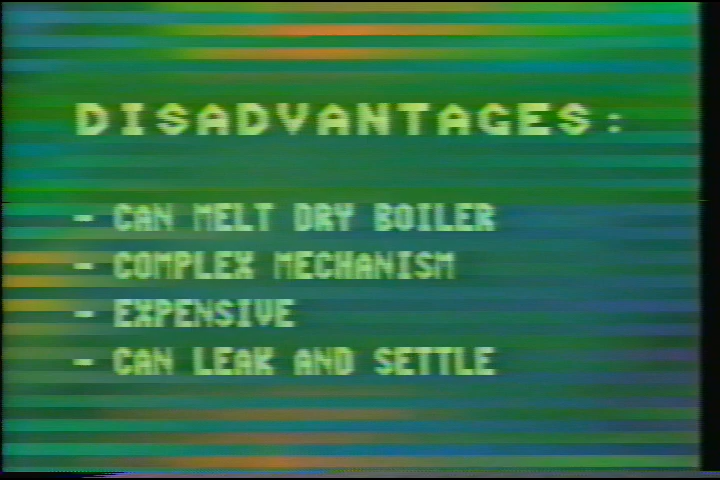 DISADVANTAGES:
- CAN MELT DRY BOILER
- COMPLEX MECHANISM
- EXPENSIVE
- CAN LEAK AND SETTLE